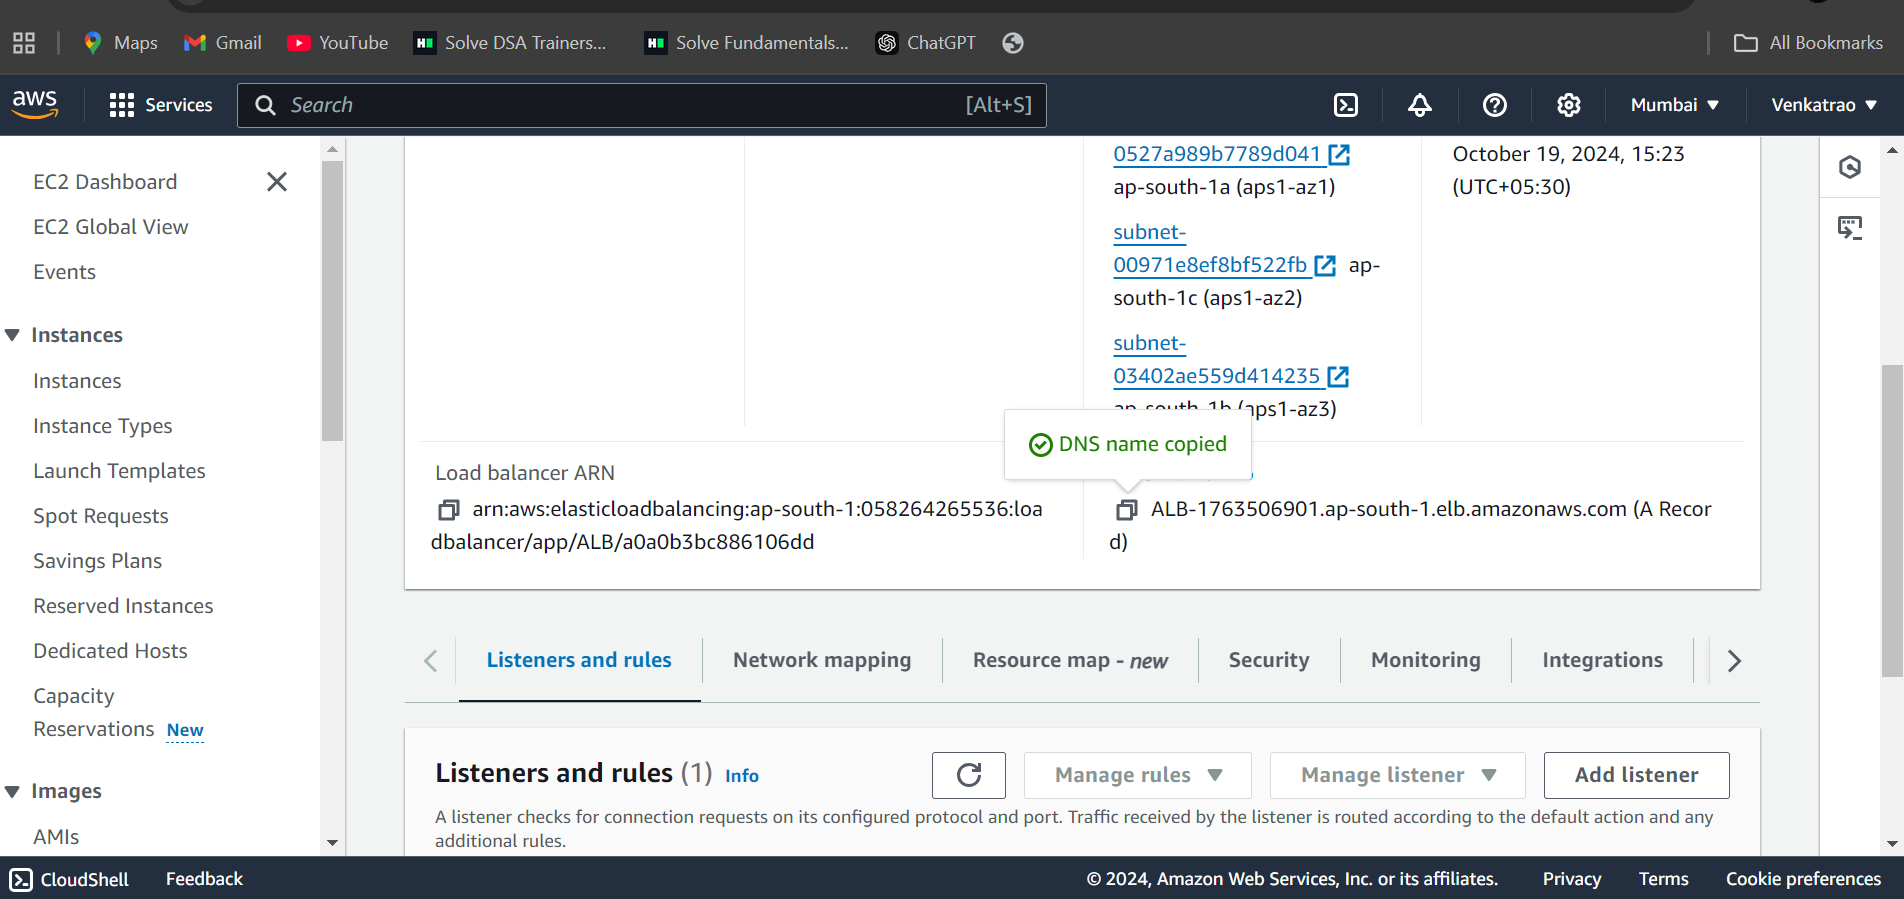 Maps
Gmail
YouTube
Solve DSA Trainers...
Solve Fundamentals...
ChatGPT
All Bookmarks
aws
Services
Search
[Alt+S]
Mumbai
Venkatrao
EC2 Dashboard
EC2 Global View
Events
Instances
Instances
Instance Types
Launch Templates
Spot Requests
Savings Plans
Reserved Instances
Dedicated Hosts
Capacity
Reservations New
Images
AMIs
0527a989b7789d041
ap-south-1a (aps1-az1)
subnet-
00971e8ef8bf522fb ap-
south-1c (aps1-az2)
subnet-
03402ae559d414235
ap-south-1b (aps1-az3)
October 19, 2024, 15:23
(UTC+05:30)
DNS name copied
Load balancer ARN
arn:aws:elasticloadbalancing:ap-south-1:058264265536:loa
dbalancer/app/ALB/a0a0b3bc886106dd
ALB-1763506901.ap-south-1.elb.amazonaws.com (A Recor
d)
Listeners and rules
Network mapping
Resource map - new
Security
Monitoring
Integrations
Listeners and rules (1) Info
Manage rules
Manage listener
Add listener
A listener checks for connection requests on its configured protocol and port. Traffic received by the listener is routed according to the default action and any
additional rules.
CloudShell
Feedback
© 2024, Amazon Web Services, Inc. or its affiliates.
Privacy
Terms
Cookie preferences